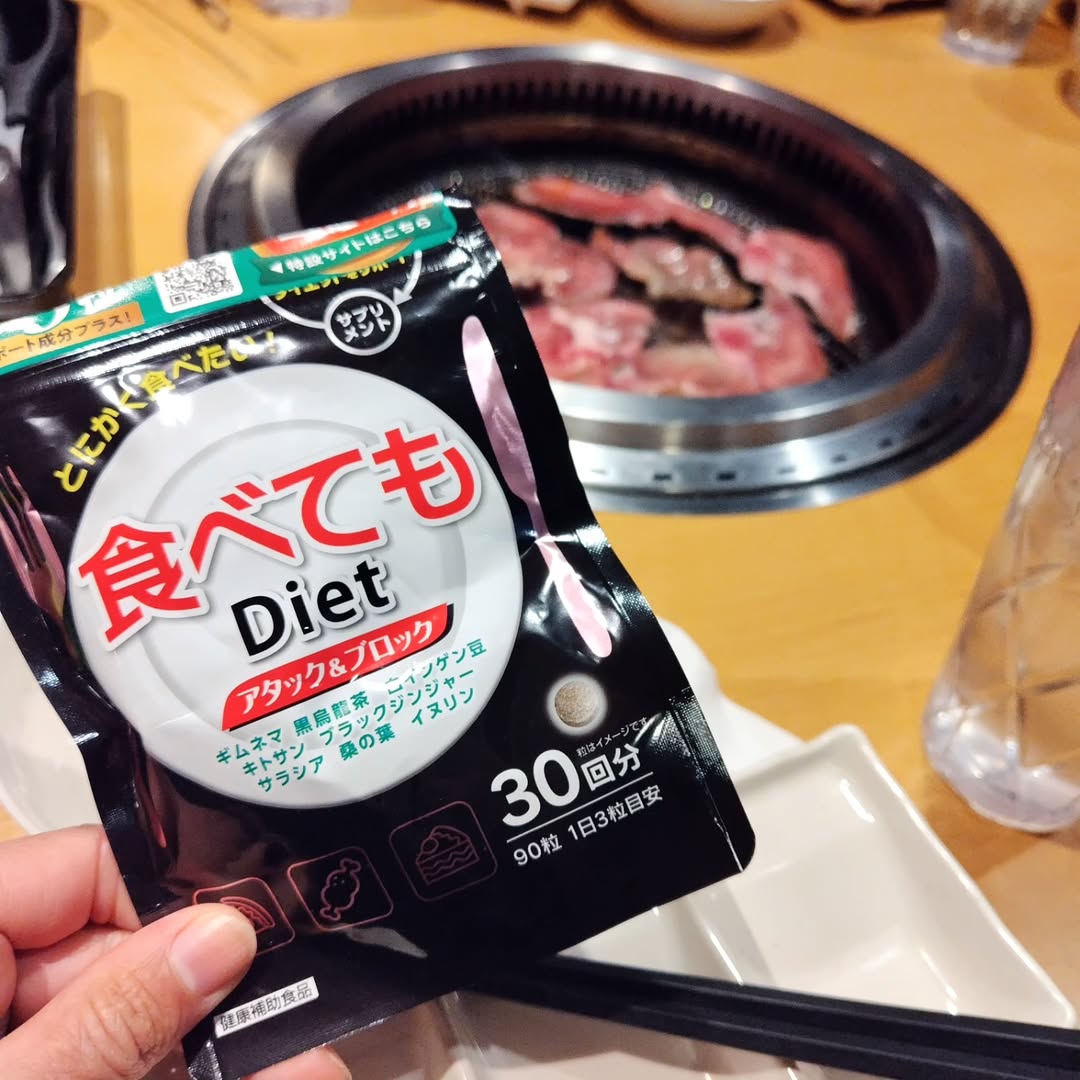 特設サイトはこちら
ポート成分プラス!
サプリ
メント
とにかく食べたい!
食べても
Diet
アタック&ブロック
ギムネマ 黒烏龍茶 白インゲン豆
キトサン ブラックジンジャー
サラシア 桑の葉 イヌリン
粒はイメージです
30回分
90粒 1日3粒目安
健康補助食品